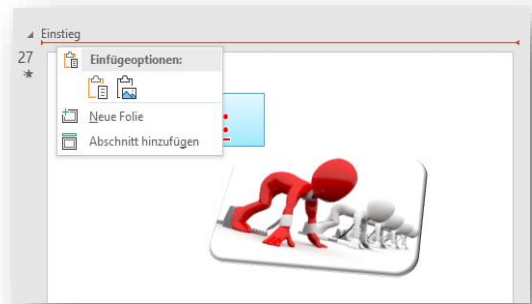 Einstieg
27
Einfügeoptionen:
Neue Folie
Abschnitt hinzufügen